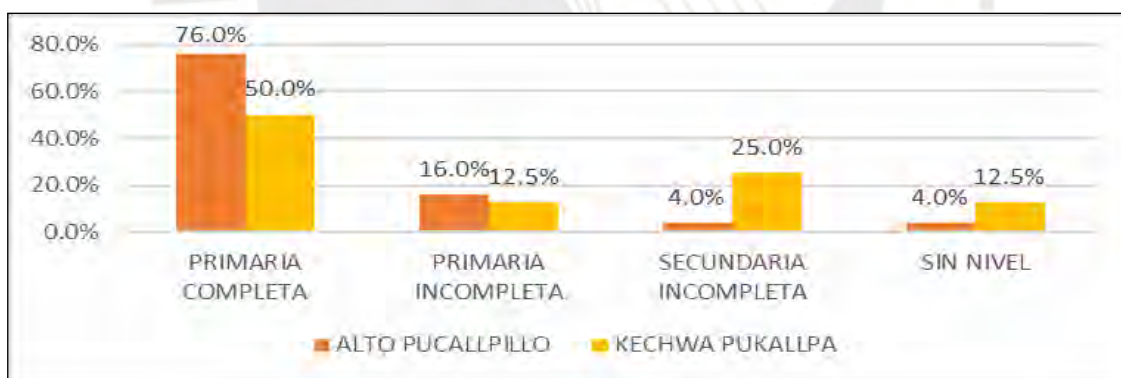 80.0%
60.0%
40.0%
20.0%
0.0%
76.0%
50.0%
16.0%
12.5%
4.0%
25.0%
4.0%
12.5%
PRIMARIA
COMPLETA
PRIMARIA
INCOMPLETA
SECUNDARIA
INCOMPLETA
SIN NIVEL
ALTO PUCALLPILLO
KECHWA PUKALLPA